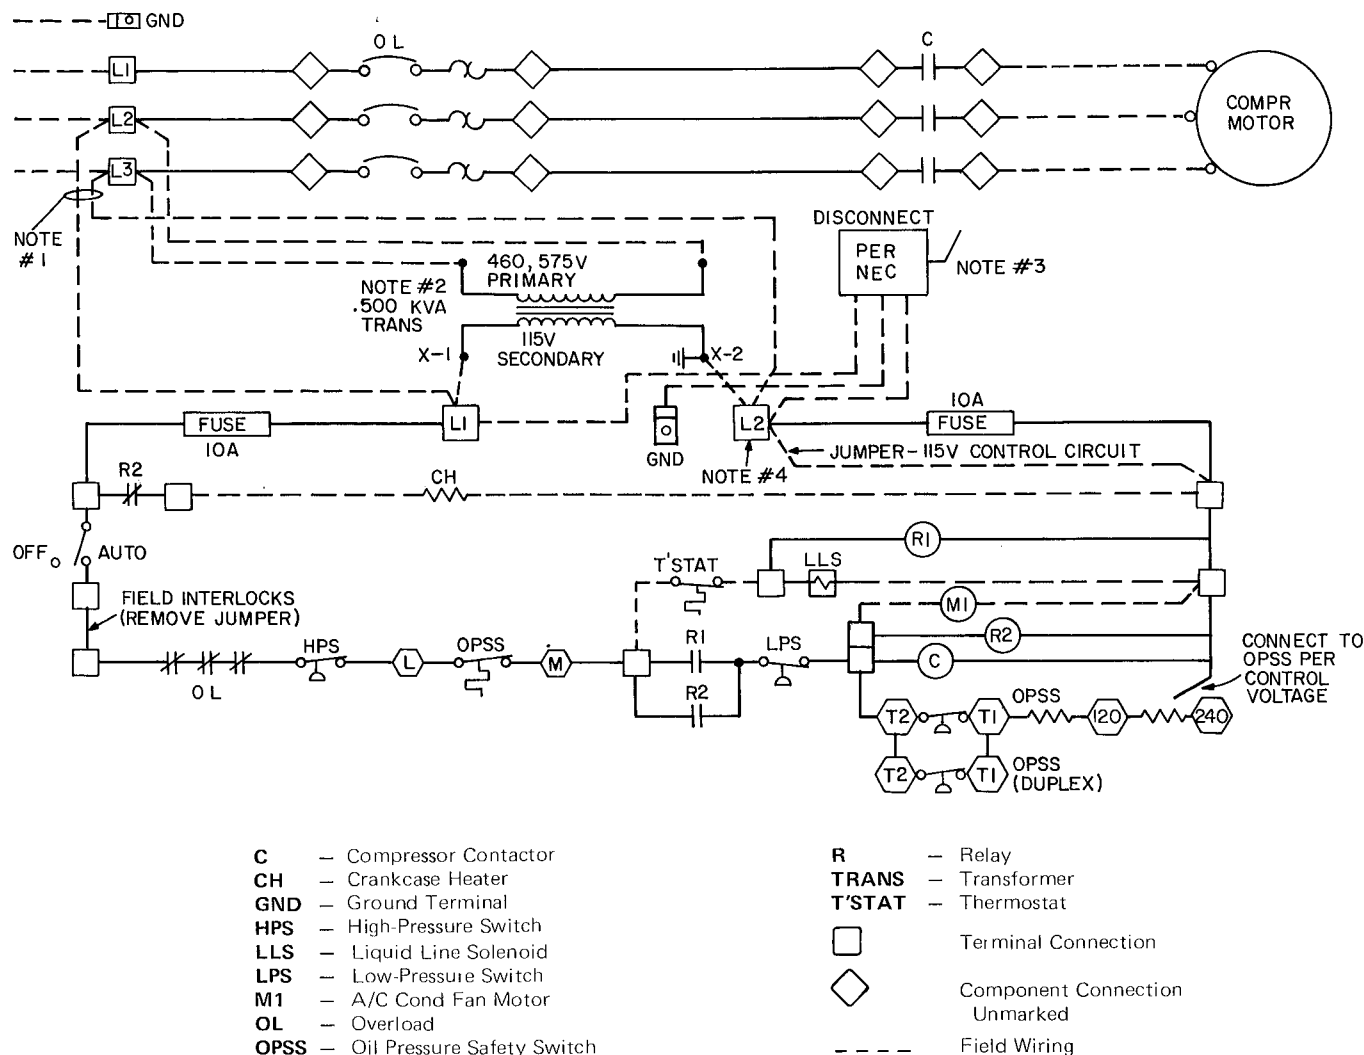 GND
OL
C
L1
L2
L3
COMPR
MOTOR
NOTE
#1
DISCONNECT
PER
NEC
NOTE #3
460, 575V
PRIMARY
NOTE #2
.500 KVA
TRANS
115V
SECONDARY
X-1
X-2
FUSE
10A
L1
GND
L2
NOTE #4
10A
FUSE
JUMPER-115V CONTROL CIRCUIT
R2
CH
OFF
AUTO
R1
T'STAT
LLS
FIELD INTERLOCKS
(REMOVE JUMPER)
M1
R2
C
HPS
L
OPSS
M
R1
R2
LPS
OL
CONNECT TO
OPSS PER
CONTROL
VOLTAGE
T2
T1
OPSS
120
240
T2
T1
OPSS
(DUPLEX)
C — Compressor Contactor
CH — Crankcase Heater
GND — Ground Terminal
HPS — High-Pressure Switch
LLS — Liquid Line Solenoid
LPS — Low-Pressure Switch
M1 — A/C Cond Fan Motor
OL — Overload
OPSS — Oil Pressure Safety Switch
R — Relay
TRANS — Transformer
T'STAT — Thermostat
Terminal Connection
Component Connection
Unmarked
Field Wiring